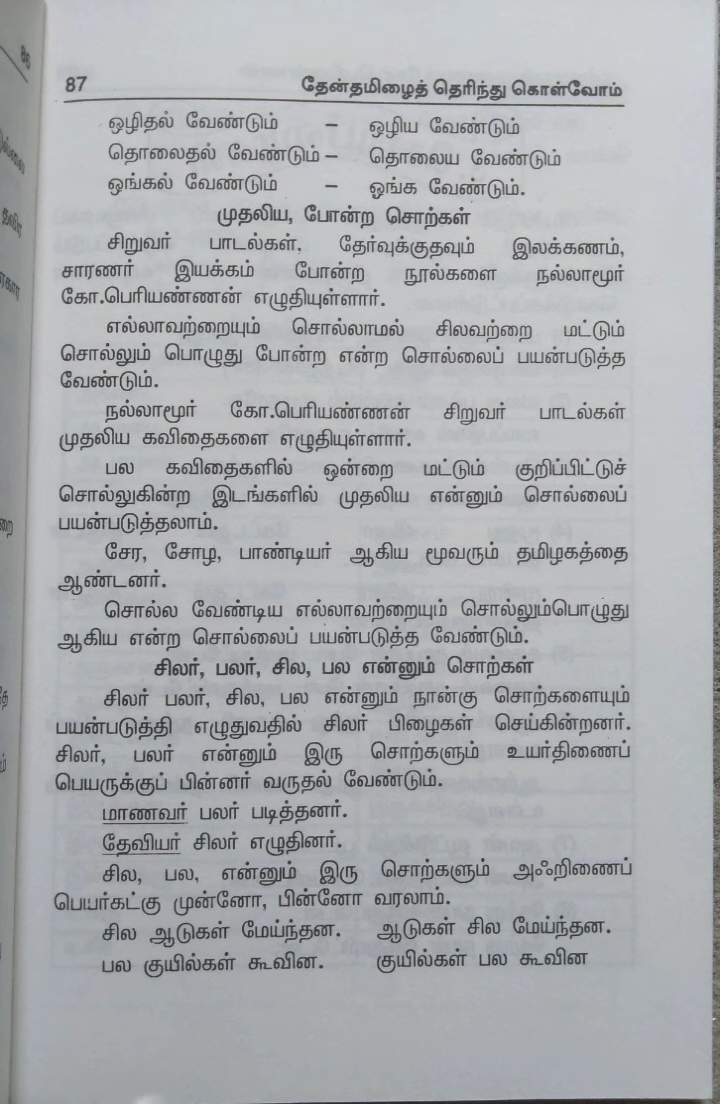 87 தேன்தமிழைத் தெரிந்து கொள்வோம்
ஒழிதல் வேண்டும் – ஒழிய வேண்டும்
தொலைதல் வேண்டும் – தொலைய வேண்டும்
ஓங்கல் வேண்டும் – ஓங்க வேண்டும்.
முதலிய, போன்ற சொற்கள்
சிறுவர் பாடல்கள், தேர்வுக்குதவும் இலக்கணம்,
சாரணர் இயக்கம் போன்ற நூல்களை நல்லாமூர்
கோ.பெரியண்ணன் எழுதியுள்ளார்.
எல்லாவற்றையும் சொல்லாமல் சிலவற்றை மட்டும்
சொல்லும் பொழுது போன்ற என்ற சொல்லைப் பயன்படுத்த
வேண்டும்.
நல்லாமூர் கோ.பெரியண்ணன் சிறுவர் பாடல்கள்
முதலிய கவிதைகளை எழுதியுள்ளார்.
பல கவிதைகளில் ஒன்றை மட்டும் குறிப்பிட்டுச்
சொல்லுகின்ற இடங்களில் முதலிய என்னும் சொல்லைப்
பயன்படுத்தலாம்.
சேர, சோழ, பாண்டியர் ஆகிய மூவரும் தமிழகத்தை
ஆண்டனர்.
சொல்ல வேண்டிய எல்லாவற்றையும் சொல்லும்பொழுது
ஆகிய என்ற சொல்லைப் பயன்படுத்த வேண்டும்.
சிலர், பலர், சில, பல என்னும் சொற்கள்
சிலர் பலர், சில, பல என்னும் நான்கு சொற்களையும்
பயன்படுத்தி எழுதுவதில் சிலர் பிழைகள் செய்கின்றனர்.
சிலர், பலர் என்னும் இரு சொற்களும் உயர்திணைப்
பெயருக்குப் பின்னர் வருதல் வேண்டும்.
மாணவர் பலர் படித்தனர்.
தேவியர் சிலர் எழுதினர்.
சில, பல, என்னும் இரு சொற்களும் அஃறிணைப்
பெயர்கட்கு முன்னோ, பின்னோ வரலாம்.
சில ஆடுகள் மேய்ந்தன. ஆடுகள் சில மேய்ந்தன.
பல குயில்கள் கூவின. குயில்கள் பல கூவின